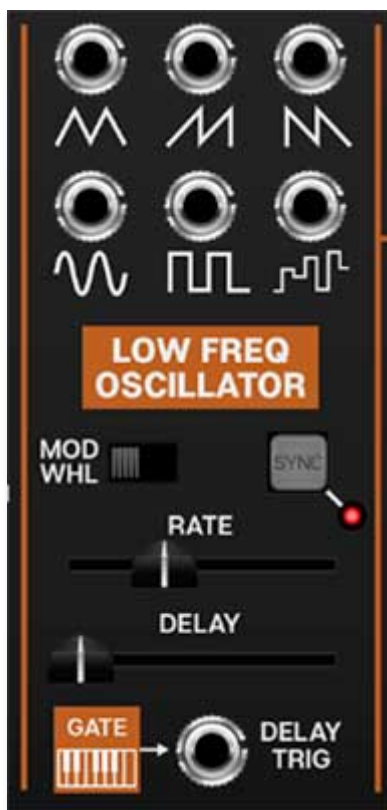 LOW FREQ
OSCILLATOR
MOD
WHL
SYNC
RATE
DELAY
GATE
DELAY
TRIG